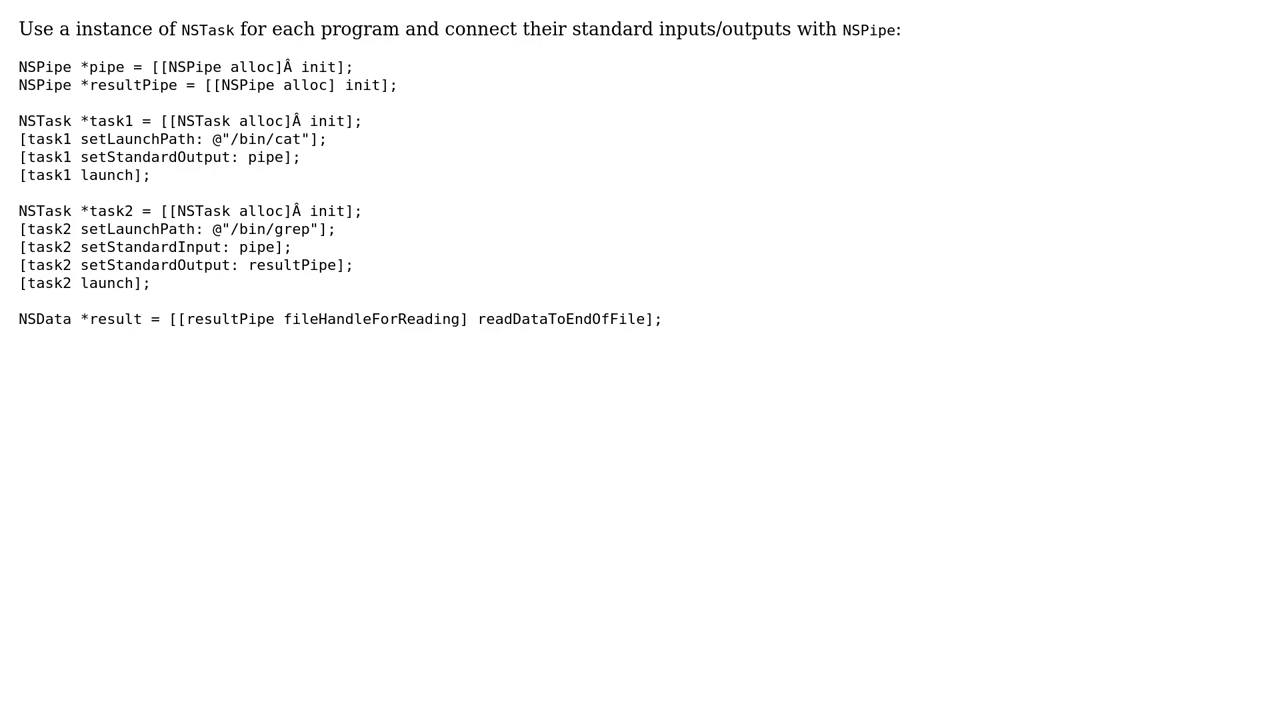 Use a instance of NSTask for each program and connect their standard inputs/outputs with NSPipe:
NSPipe *pipe = [[NSPipe alloc]Â init];
NSPipe *resultPipe = [[NSPipe alloc] init];
NSTask *task1 = [[NSTask alloc]Â init];
[task1 setLaunchPath: @"/bin/cat"];
[task1 setStandardOutput: pipe];
[task1 launch];
NSTask *task2 = [[NSTask alloc]Â init];
[task2 setLaunchPath: @"/bin/grep"];
[task2 setStandardInput: pipe];
[task2 setStandardOutput: resultPipe];
[task2 launch];
NSData *result = [[resultPipe fileHandleForReading] readDataToEndOfFile];